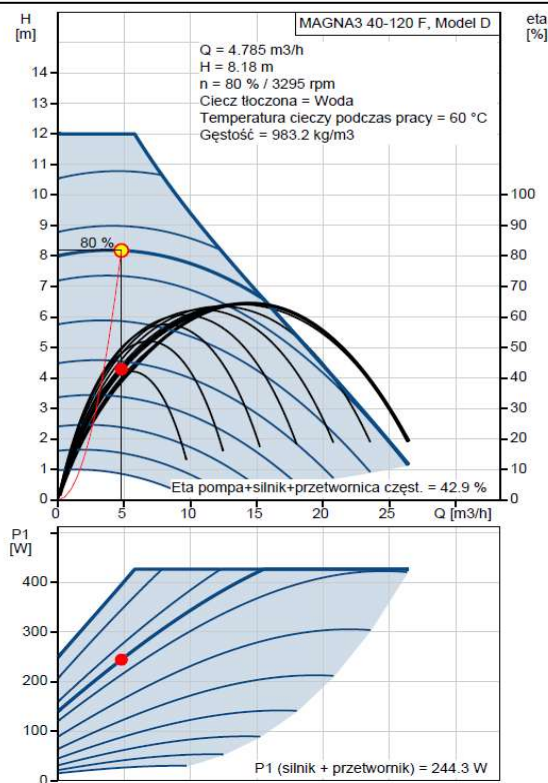 H
[m]
MAGNA3 40-120 F, Model D
eta
[%]
Q = 4.785 m3/h
H = 8.18 m
n = 80 % / 3295 rpm
Ciecz tłoczona = Woda
Temperatura cieczy podczas pracy = 60 °C
Gęstość = 983.2 kg/m3
14
13
12
11
10
9
8
7
6
5
4
3
2
1
0
80 %
100
90
80
70
60
50
40
30
20
10
0
Eta pompa+silnik+przetwornica częst. = 42.9 %
0 5 10 15 20 25 Q [m3/h]
P1
[W]
400
300
200
100
0
P1 (silnik + przetwornik) = 244.3 W